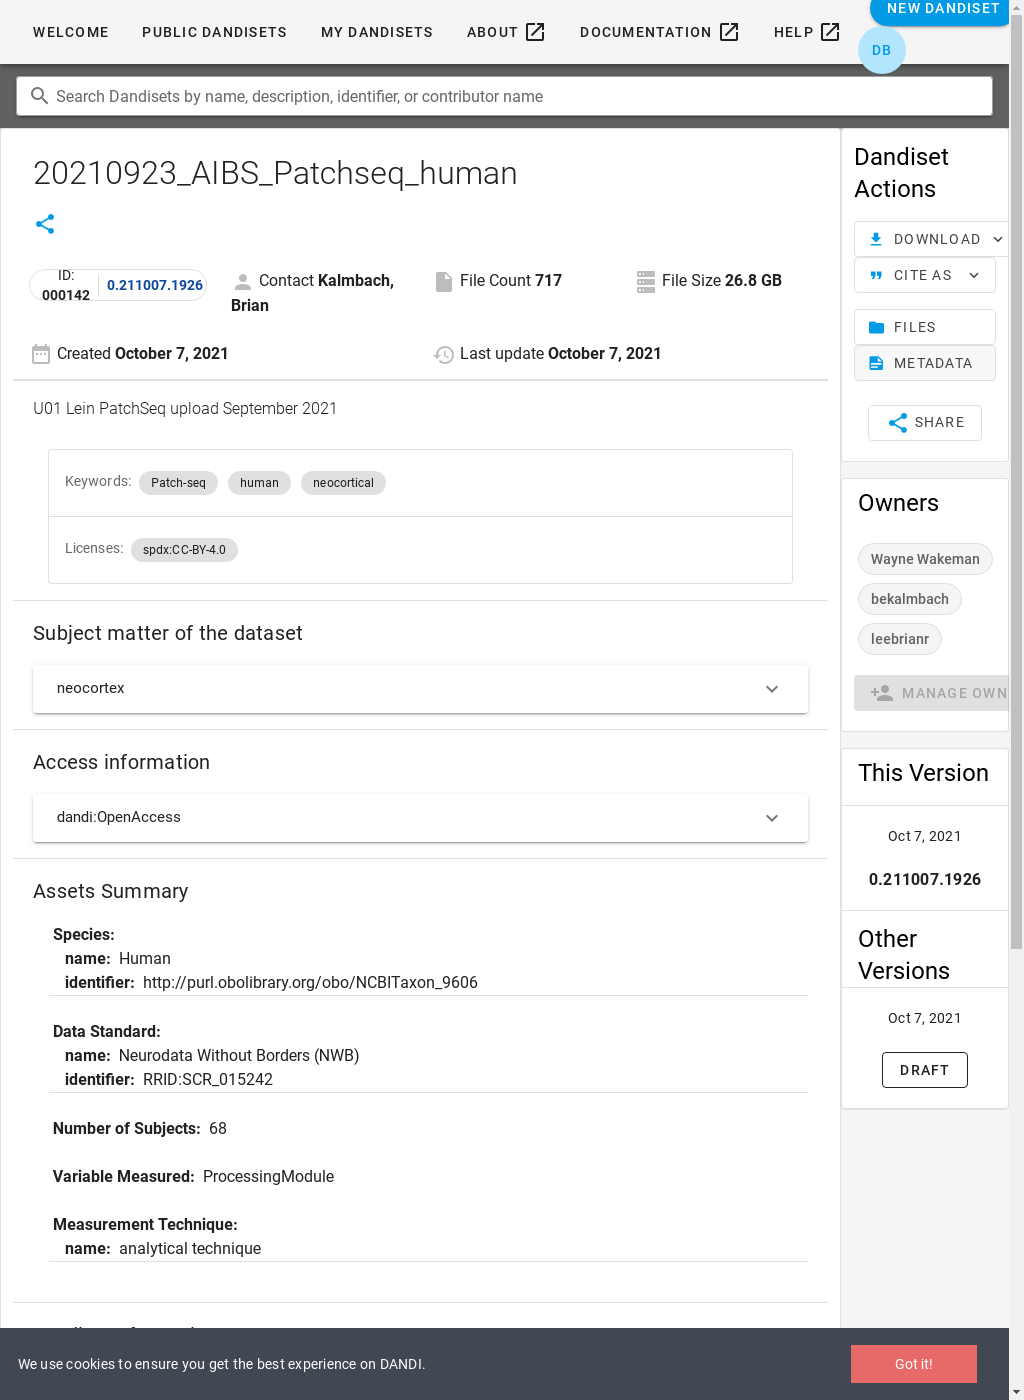 NEW DANDISET
WELCOME PUBLIC DANDISETS MY DANDISETS ABOUT DOCUMENTATION HELP
DB
Search Dandisets by name, description, identifier, or contributor name
20210923_AIBS_Patchseq_human
ID: 000142 0.211007.1926
Contact Kalmbach, Brian
File Count 717
File Size 26.8 GB
Created October 7, 2021
Last update October 7, 2021
U01 Lein PatchSeq upload September 2021
Keywords: Patch-seq human neocortical
Licenses: spdx:CC-BY-4.0
Subject matter of the dataset
neocortex
Access information
dandi:OpenAccess
Assets Summary
Species:
name: Human
identifier: http://purl.obolibrary.org/obo/NCBITaxon_9606
Data Standard:
name: Neurodata Without Borders (NWB)
identifier: RRID:SCR_015242
Number of Subjects: 68
Variable Measured: ProcessingModule
Measurement Technique:
name: analytical technique
Dandiset Actions
DOWNLOAD
CITE AS
FILES
METADATA
SHARE
Owners
Wayne Wakeman
bekalmbach
leebrianr
MANAGE OWN
This Version
Oct 7, 2021
0.211007.1926
Other Versions
Oct 7, 2021
DRAFT
We use cookies to ensure you get the best experience on DANDI.
Got it!